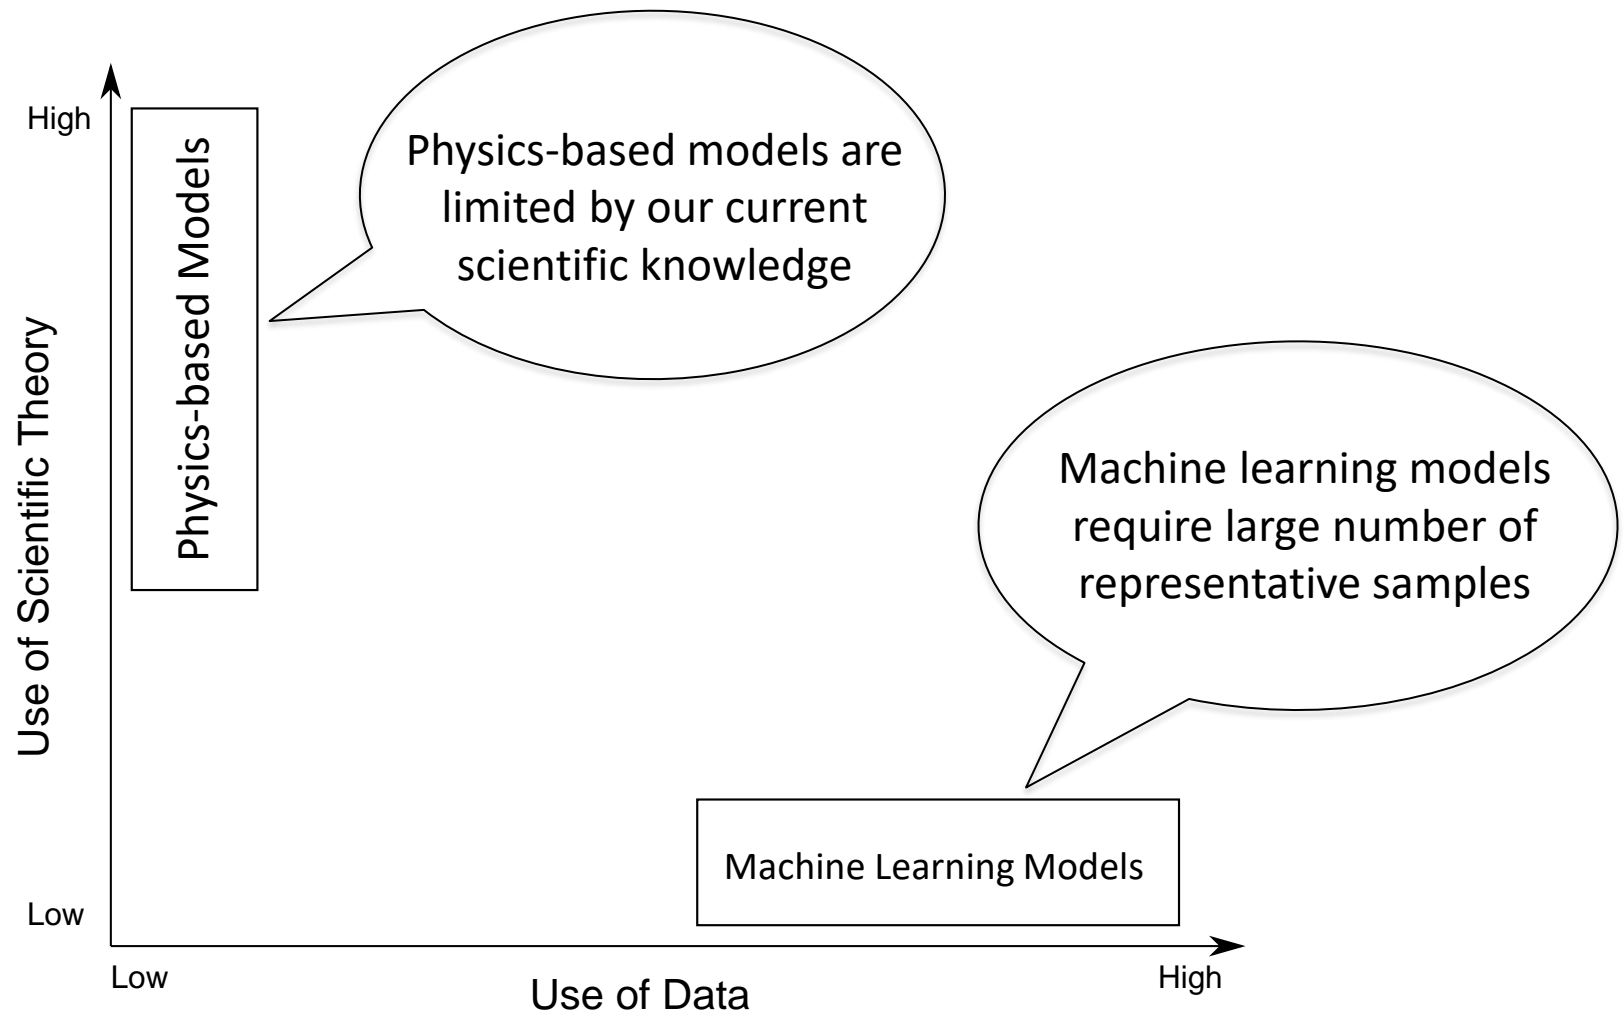 High
Physics-based Models
Physics-based models are
limited by our current
scientific knowledge
Use of Scientific Theory
Machine learning models
require large number of
representative samples
Machine Learning Models
Low
Low
Use of Data
High